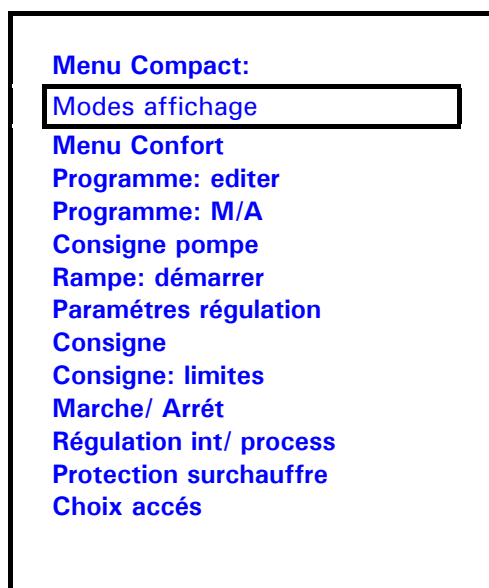 Menu Compact:
Modes affichage
Menu Confort
Programme: editer
Programme: M/A
Consigne pompe
Rampe: démarrer
Paramétres régulation
Consigne
Consigne: limites
Marche/ Arrét
Régulation int/ process
Protection surchauffre
Choix accés